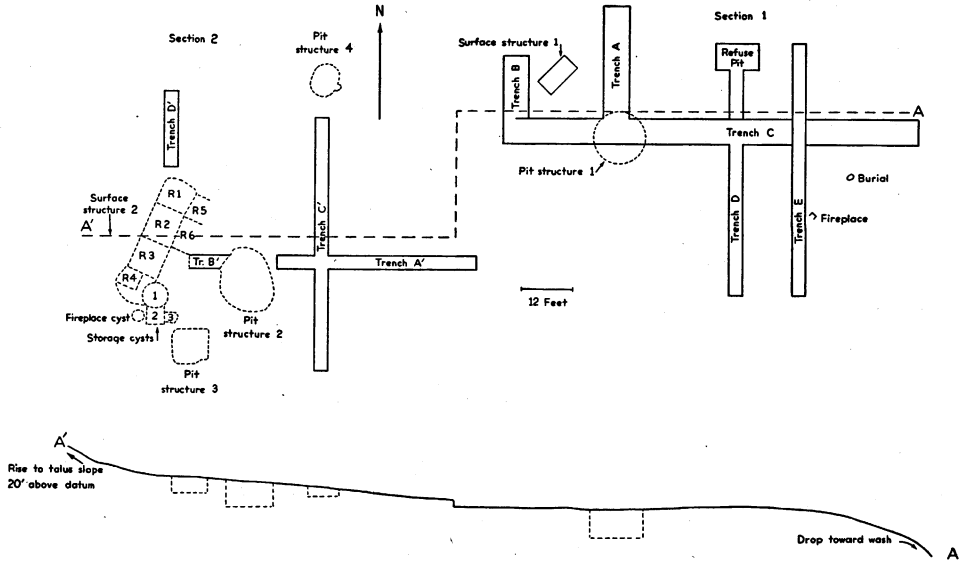 N
Section 2
Section 1
Pit
structure
4
Surface structure 1
Trench B
Trench A
Refuse
Pit
Trench D'
A
Trench C
Pit structure 1
Burial
Trench D
Trench E
Fireplace
R1
R5
Surface
structure 2
A'
R2
R6
R3
R4
Tr. B'
Trench C'
Trench A'
12 Feet
1
Fireplace cyst
2
3
Storage cysts
Pit
structure 2
Pit
structure 3
A'
Rise to talus slope
20' above datum
Drop toward wash
A